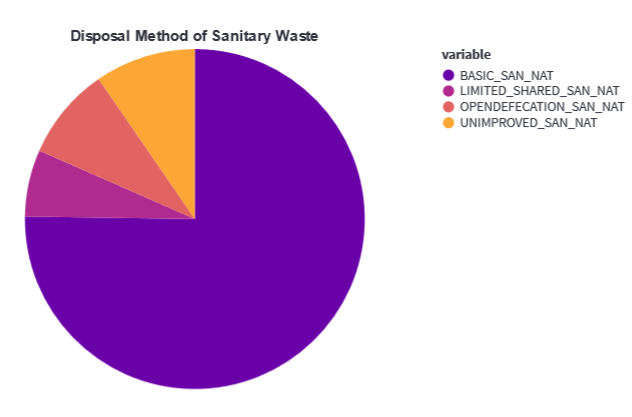 Disposal Method of Sanitary Waste
variable
BASIC_SAN_NAT
LIMITED_SHARED_SAN_NAT
OPENDEFECATION_SAN_NAT
UNIMPROVED_SAN_NAT